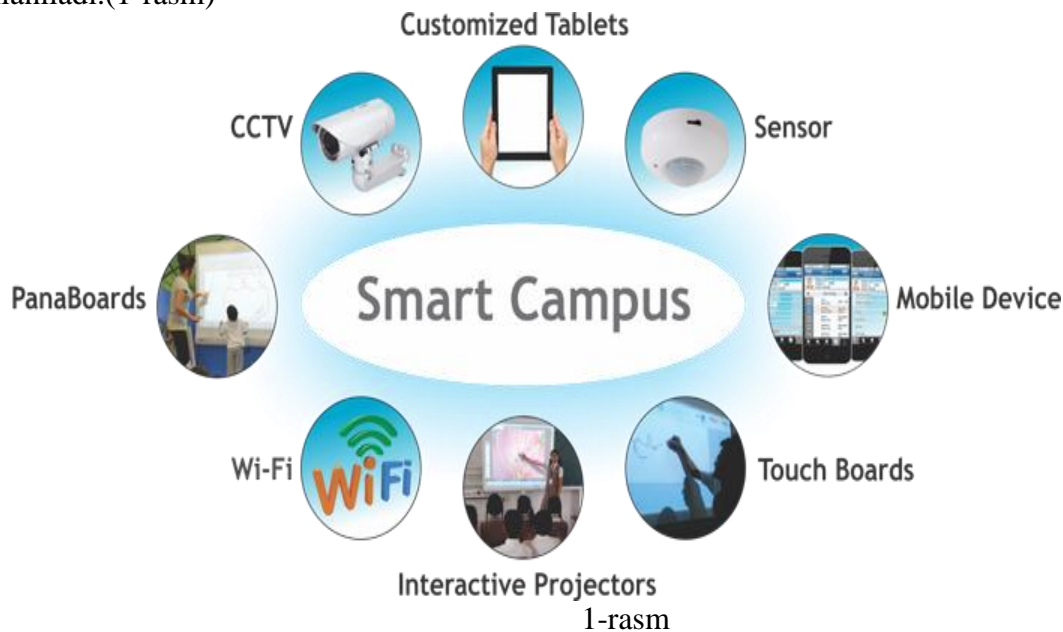 (1-rasm)
Customized Tablets
CCTV
Sensor
Smart Campus
PanaBoards
Mobile Device
WiFi
Wi-Fi
Touch Boards
Interactive Projectors
1-rasm